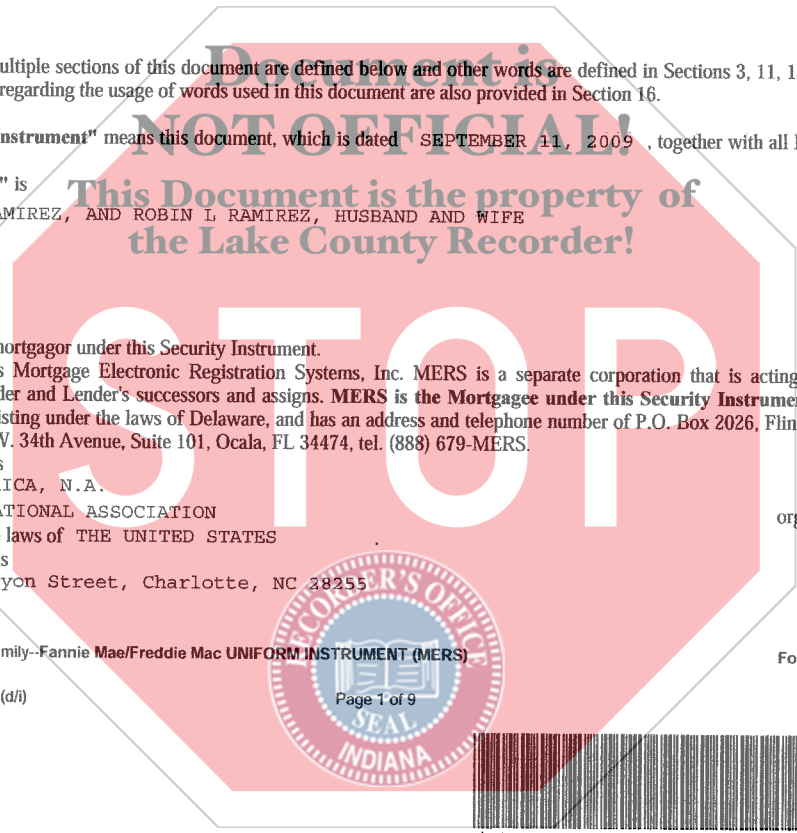 Document is
ultiple sections of this document are defined below and other words are defined in Sections 3, 11, 1
regarding the usage of words used in this document are also provided in Section 16.
NOT OFFICIAL!
nstrument" means this document, which is dated SEPTEMBER 11, 2009 , together with all
" is
This Document is the property of
AMIREZ, AND ROBIN L RAMIREZ, HUSBAND AND WIFE
the Lake County Recorder!
STOP
ortgagor under this Security Instrument.
s Mortgage Electronic Registration Systems, Inc. MERS is a separate corporation that is acting
der and Lender's successors and assigns. MERS is the Mortgagee under this Security Instrume
isting under the laws of Delaware, and has an address and telephone number of P.O. Box 2026, Flin
W. 34th Avenue, Suite 101, Ocala, FL 34474, tel. (888) 679-MERS.
s
ICA, N.A.
ATIONAL ASSOCIATION
org
laws of THE UNITED STATES
is
yon Street, Charlotte, NC 28255
RECORDER'S OFFICE
mily--Fannie Mae/Freddie Mac UNIFORM INSTRUMENT (MERS)
Fo
(d/i)
Page 1 of 9
SEAL
INDIANA